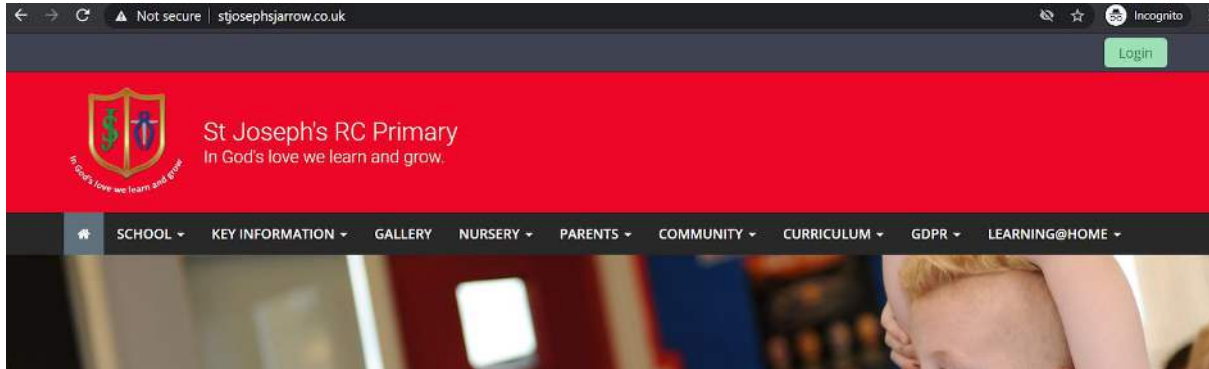 Not secure | stjosephsjarrow.co.uk
Incognito
Login
St Joseph's RC Primary
In God's love we learn and grow.
In God's love we learn and grow
SCHOOL KEY INFORMATION GALLERY NURSERY PARENTS COMMUNITY CURRICULUM GDPR LEARNING@HOME